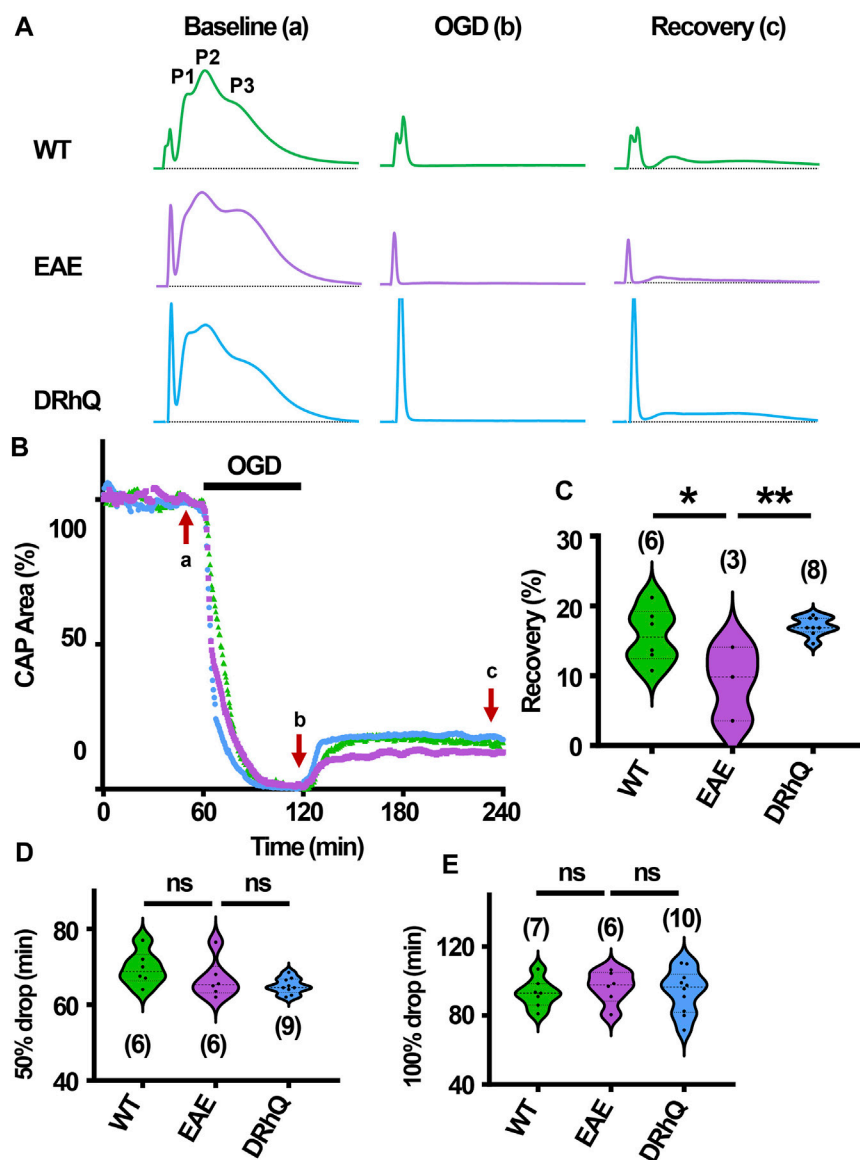 A
Baseline (a)
OGD (b)
Recovery (c)
P1
P2
P3
WT
EAE
DRhQ
B
OGD
CAP Area (%)
100
50
0
a
b
c
0
60
120
180
240
Time (min)
C
*
**
Recovery (%)
30
20
10
0
(6)
(3)
(8)
WT
EAE
DRhQ
D
ns
ns
50% drop (min)
80
60
40
(6)
(6)
(9)
WT
EAE
DRhQ
E
ns
ns
100% drop (min)
120
80
40
(7)
(6)
(10)
WT
EAE
DRhQ